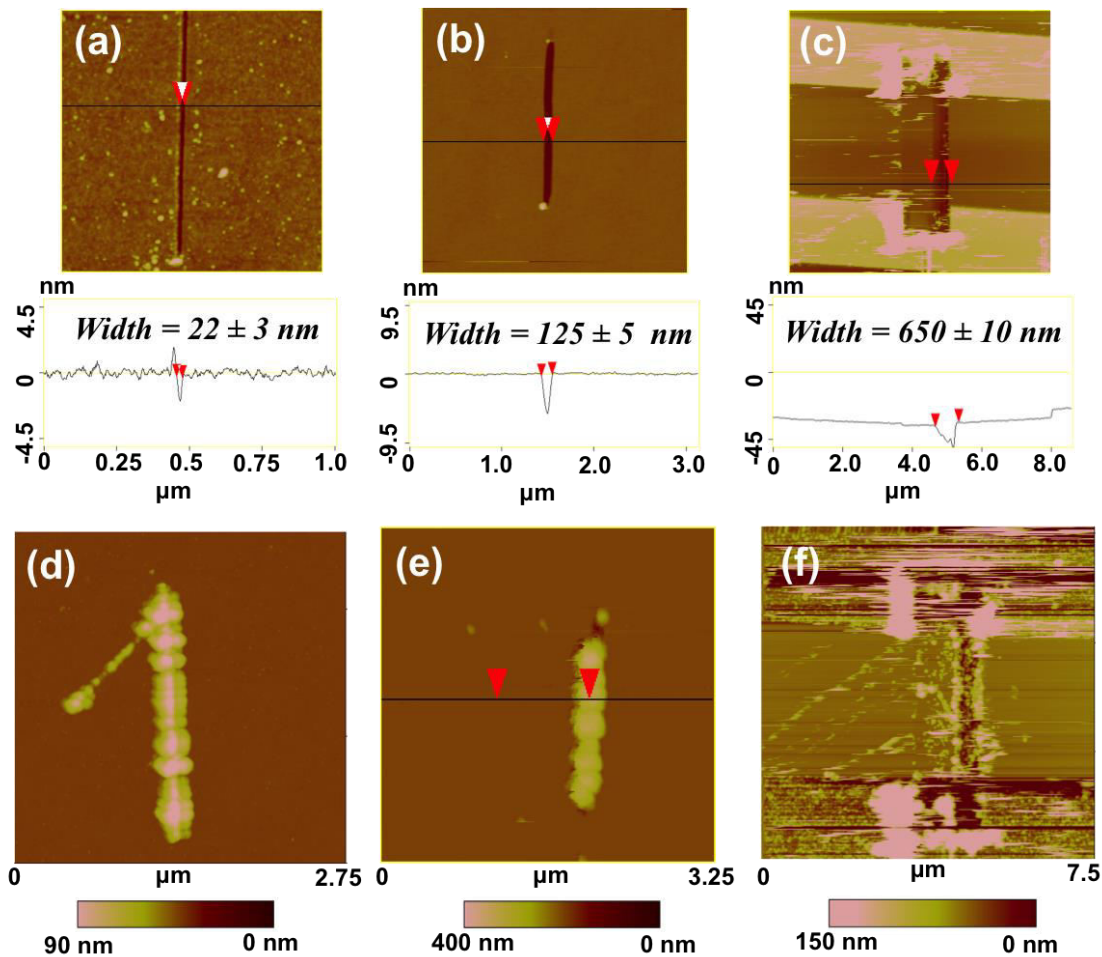 (a)
(b)
(c)
nm
4.5
0
-4.5
Width = 22 ± 3 nm
0 0.25 0.5 0.75 1.0
µm
9.5
0
-9.5
Width = 125 ± 5 nm
1.0 2.0 3.0
µm
nm
45
0
-45
Width = 650 ± 10 nm
0 2.0 4.0 6.0 8.0
µm
(d)
(e)
(f)
0 µm 2.75
0 µm 3.25
0 µm 7.5
90 nm 0 nm
400 nm 0 nm
150 nm 0 nm